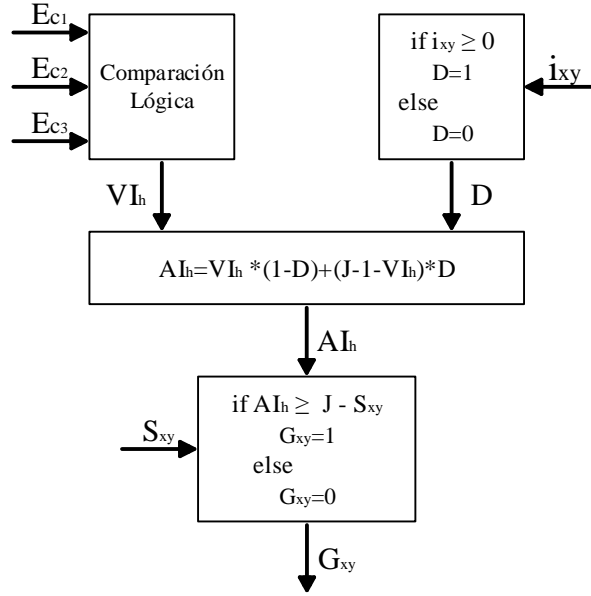 Ec1
Ec2
Ec3
Comparación
Lógica
if ixy ≥ 0
D=1
else
D=0
ixy
VIh
D
AIh=VIh *(1-D)+(J-1-VIh)*D
AIh
if AIh ≥ J - Sxy
Gxy=1
else
Gxy=0
Sxy
Gxy